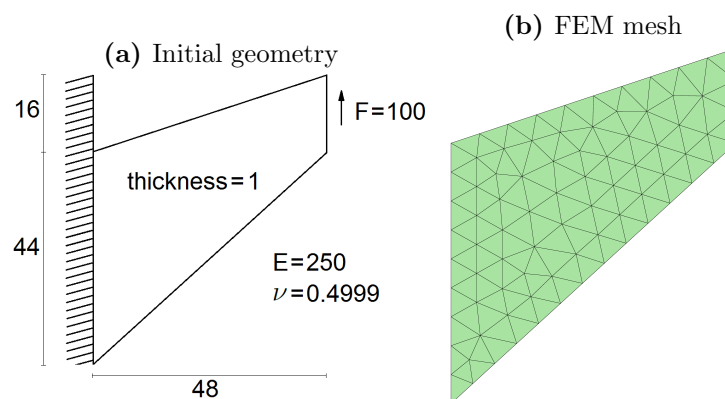 (a) Initial geometry
(b) FEM mesh
16
F=100
thickness=1
44
E=250
ν=0.4999
48